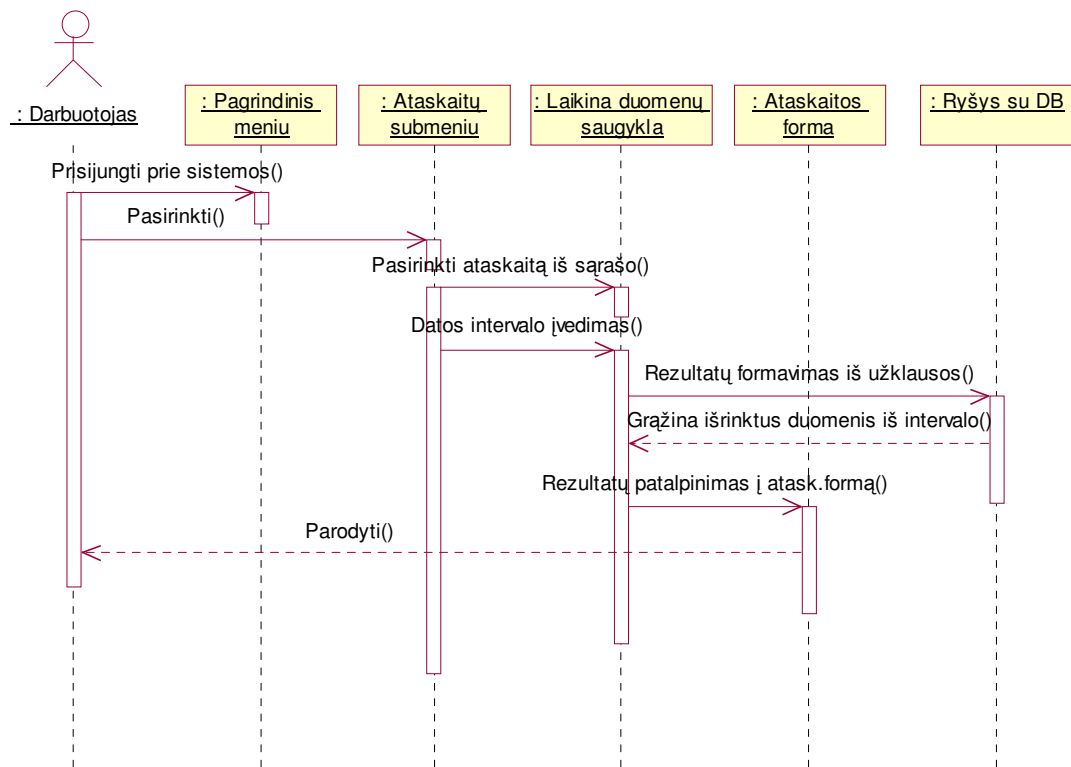 : Darbuotojas
: Pagrindinis
meniu
: Ataskaitų
submeniu
: Laikina duomenų
saugykla
: Ataskaitos
forma
: Ryšys su DB
Prisijungti prie sistemos()
Pasirinkti()
Pasirinkti ataskaitą iš sąrašo()
Datos intervalo įvedimas()
Rezultatų formavimas iš užklausos()
Grąžina išrinktus duomenis iš intervalo()
Rezultatų patalpinimas į atask.formą()
Parodyti()